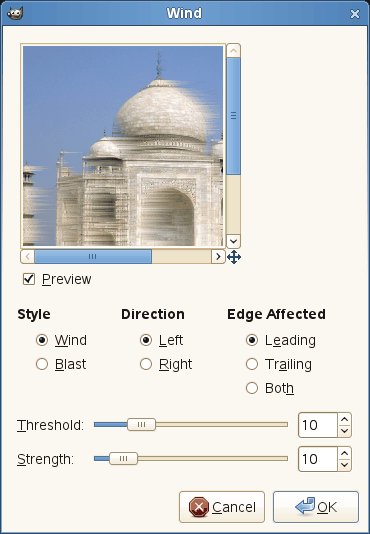 Wind
Preview
Style Direction Edge Affected
Wind Left Leading
Blast Right Trailing
Both
Threshold: 10
Strength: 10
Cancel OK